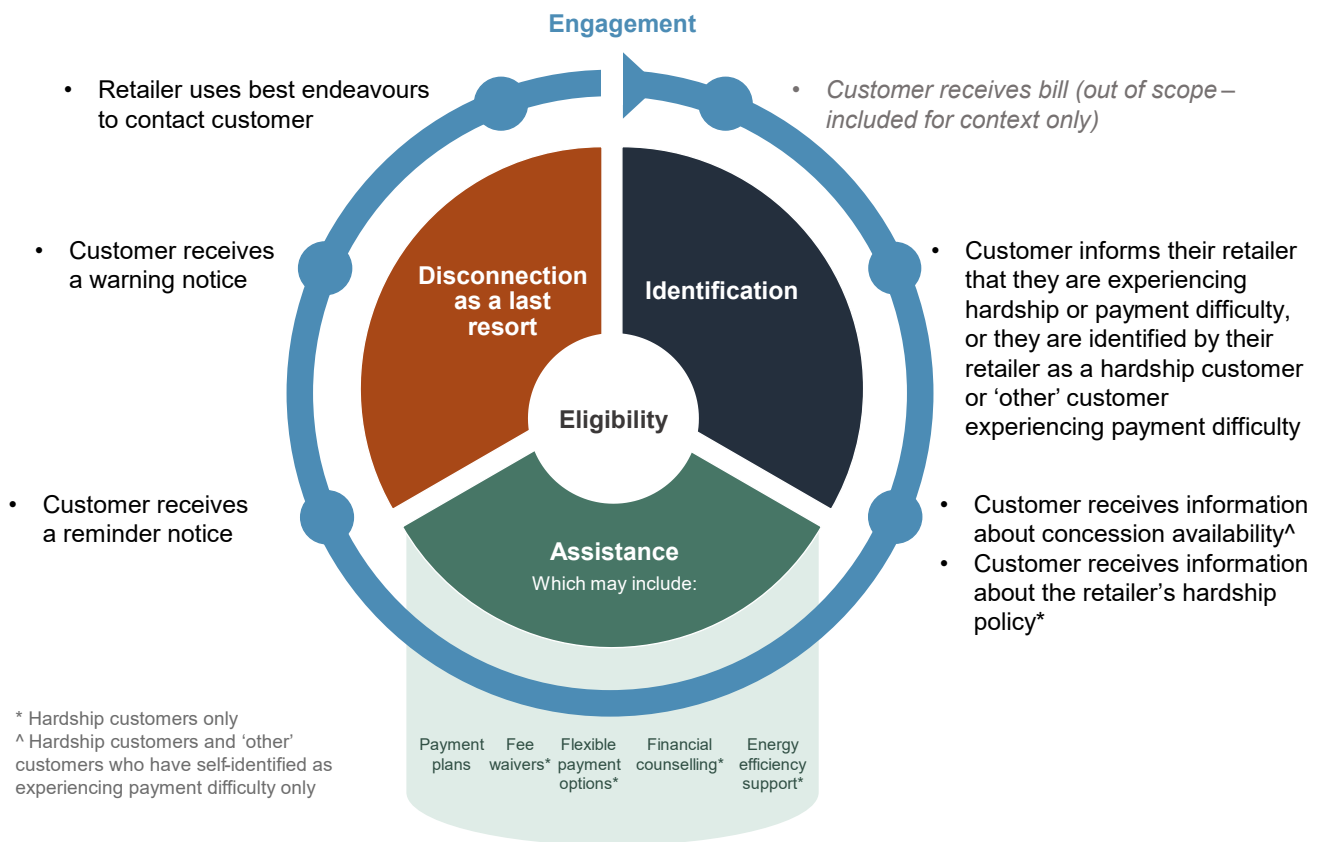 Engagement
• Retailer uses best endeavours
to contact customer
• Customer receives bill (out of scope –
included for context only)
• Customer receives
a warning notice
Disconnection
as a last
resort
Identification
• Customer informs their retailer
that they are experiencing
hardship or payment difficulty,
or they are identified by their
retailer as a hardship customer
or ‘other’ customer
experiencing payment difficulty
Eligibility
• Customer receives
a reminder notice
• Customer receives information
about concession availability^
• Customer receives information
about the retailer’s hardship
policy*
Assistance
Which may include:
* Hardship customers only
^ Hardship customers and ‘other’
customers who have self-identified as
experiencing payment difficulty only
Payment
plans
Fee
waivers*
Flexible
payment
options*
Financial
counselling*
Energy
efficiency
support*